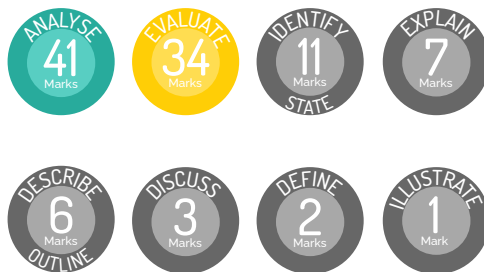 ANALYSE
41
Marks
EVALUATE
34
Marks
IDENTIFY
11
Marks
STATE
EXPLAIN
7
Marks
DESCRIBE
6
Marks
OUTLINE
DISCUSS
3
Marks
DEFINE
2
Marks
ILLUSTRATE
1
Mark